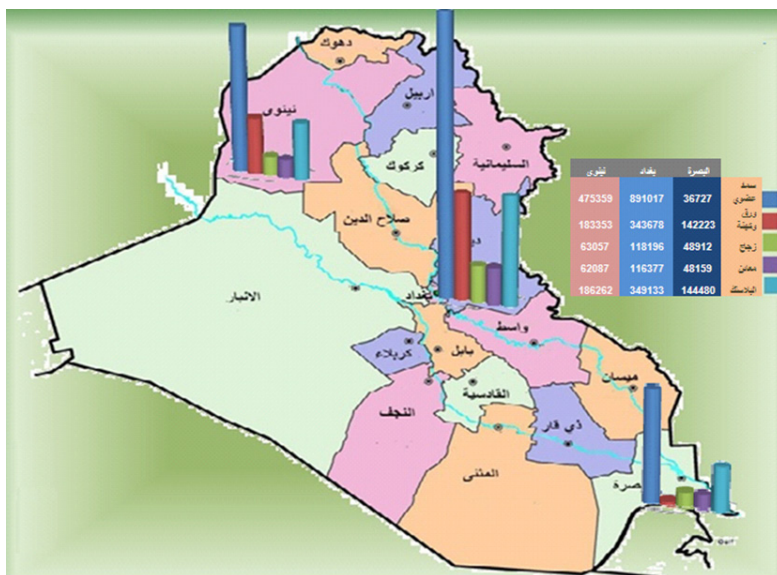 دهوك
نينوى
اربيل
كركوك
السليمانية
صلاح الدين
البصرة بغداد نينوى
سماد عضوي 36727 891017 475359
ورق 142223 343678 183353
زجاج 48912 118196 63057
معادن 48159 116377 62087
البلاستك 144480 349133 186262
الانبار
بغداد
واسط
بابل
كربلاء
ميسان
القادسية
النجف
ذي قار
المثنى
صرة